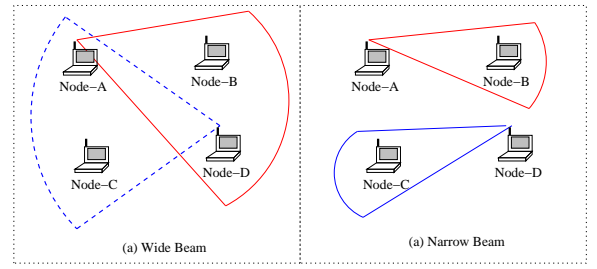 Node−A
Node−B
Node−C
Node−D
(a) Wide Beam
Node−A
Node−B
Node−C
Node−D
(a) Narrow Beam